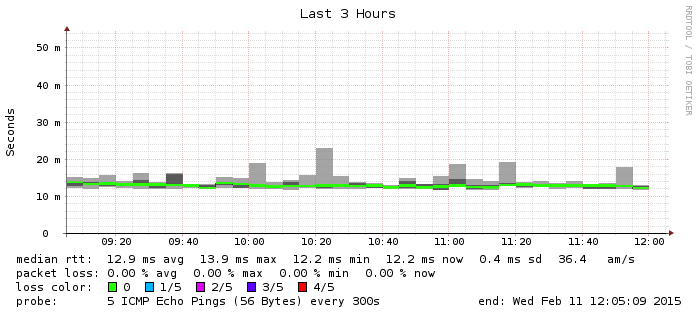 Last 3 Hours
RRDTOOL / TOBI OETIKER
Seconds
50 m
40 m
30 m
20 m
10 m
0
09:20 09:40 10:00 10:20 10:40 11:00 11:20 11:40 12:00
median rtt: 12.9 ms avg 13.9 ms max 12.2 ms min 12.2 ms now 0.4 ms sd 36.4 am/s
packet loss: 0.00 % avg 0.00 % max 0.00 % min 0.00 % now
loss color: 0 1/5 2/5 3/5 4/5
probe: 5 ICMP Echo Pings (56 Bytes) every 300s end: Wed Feb 11 12:05:09 2015